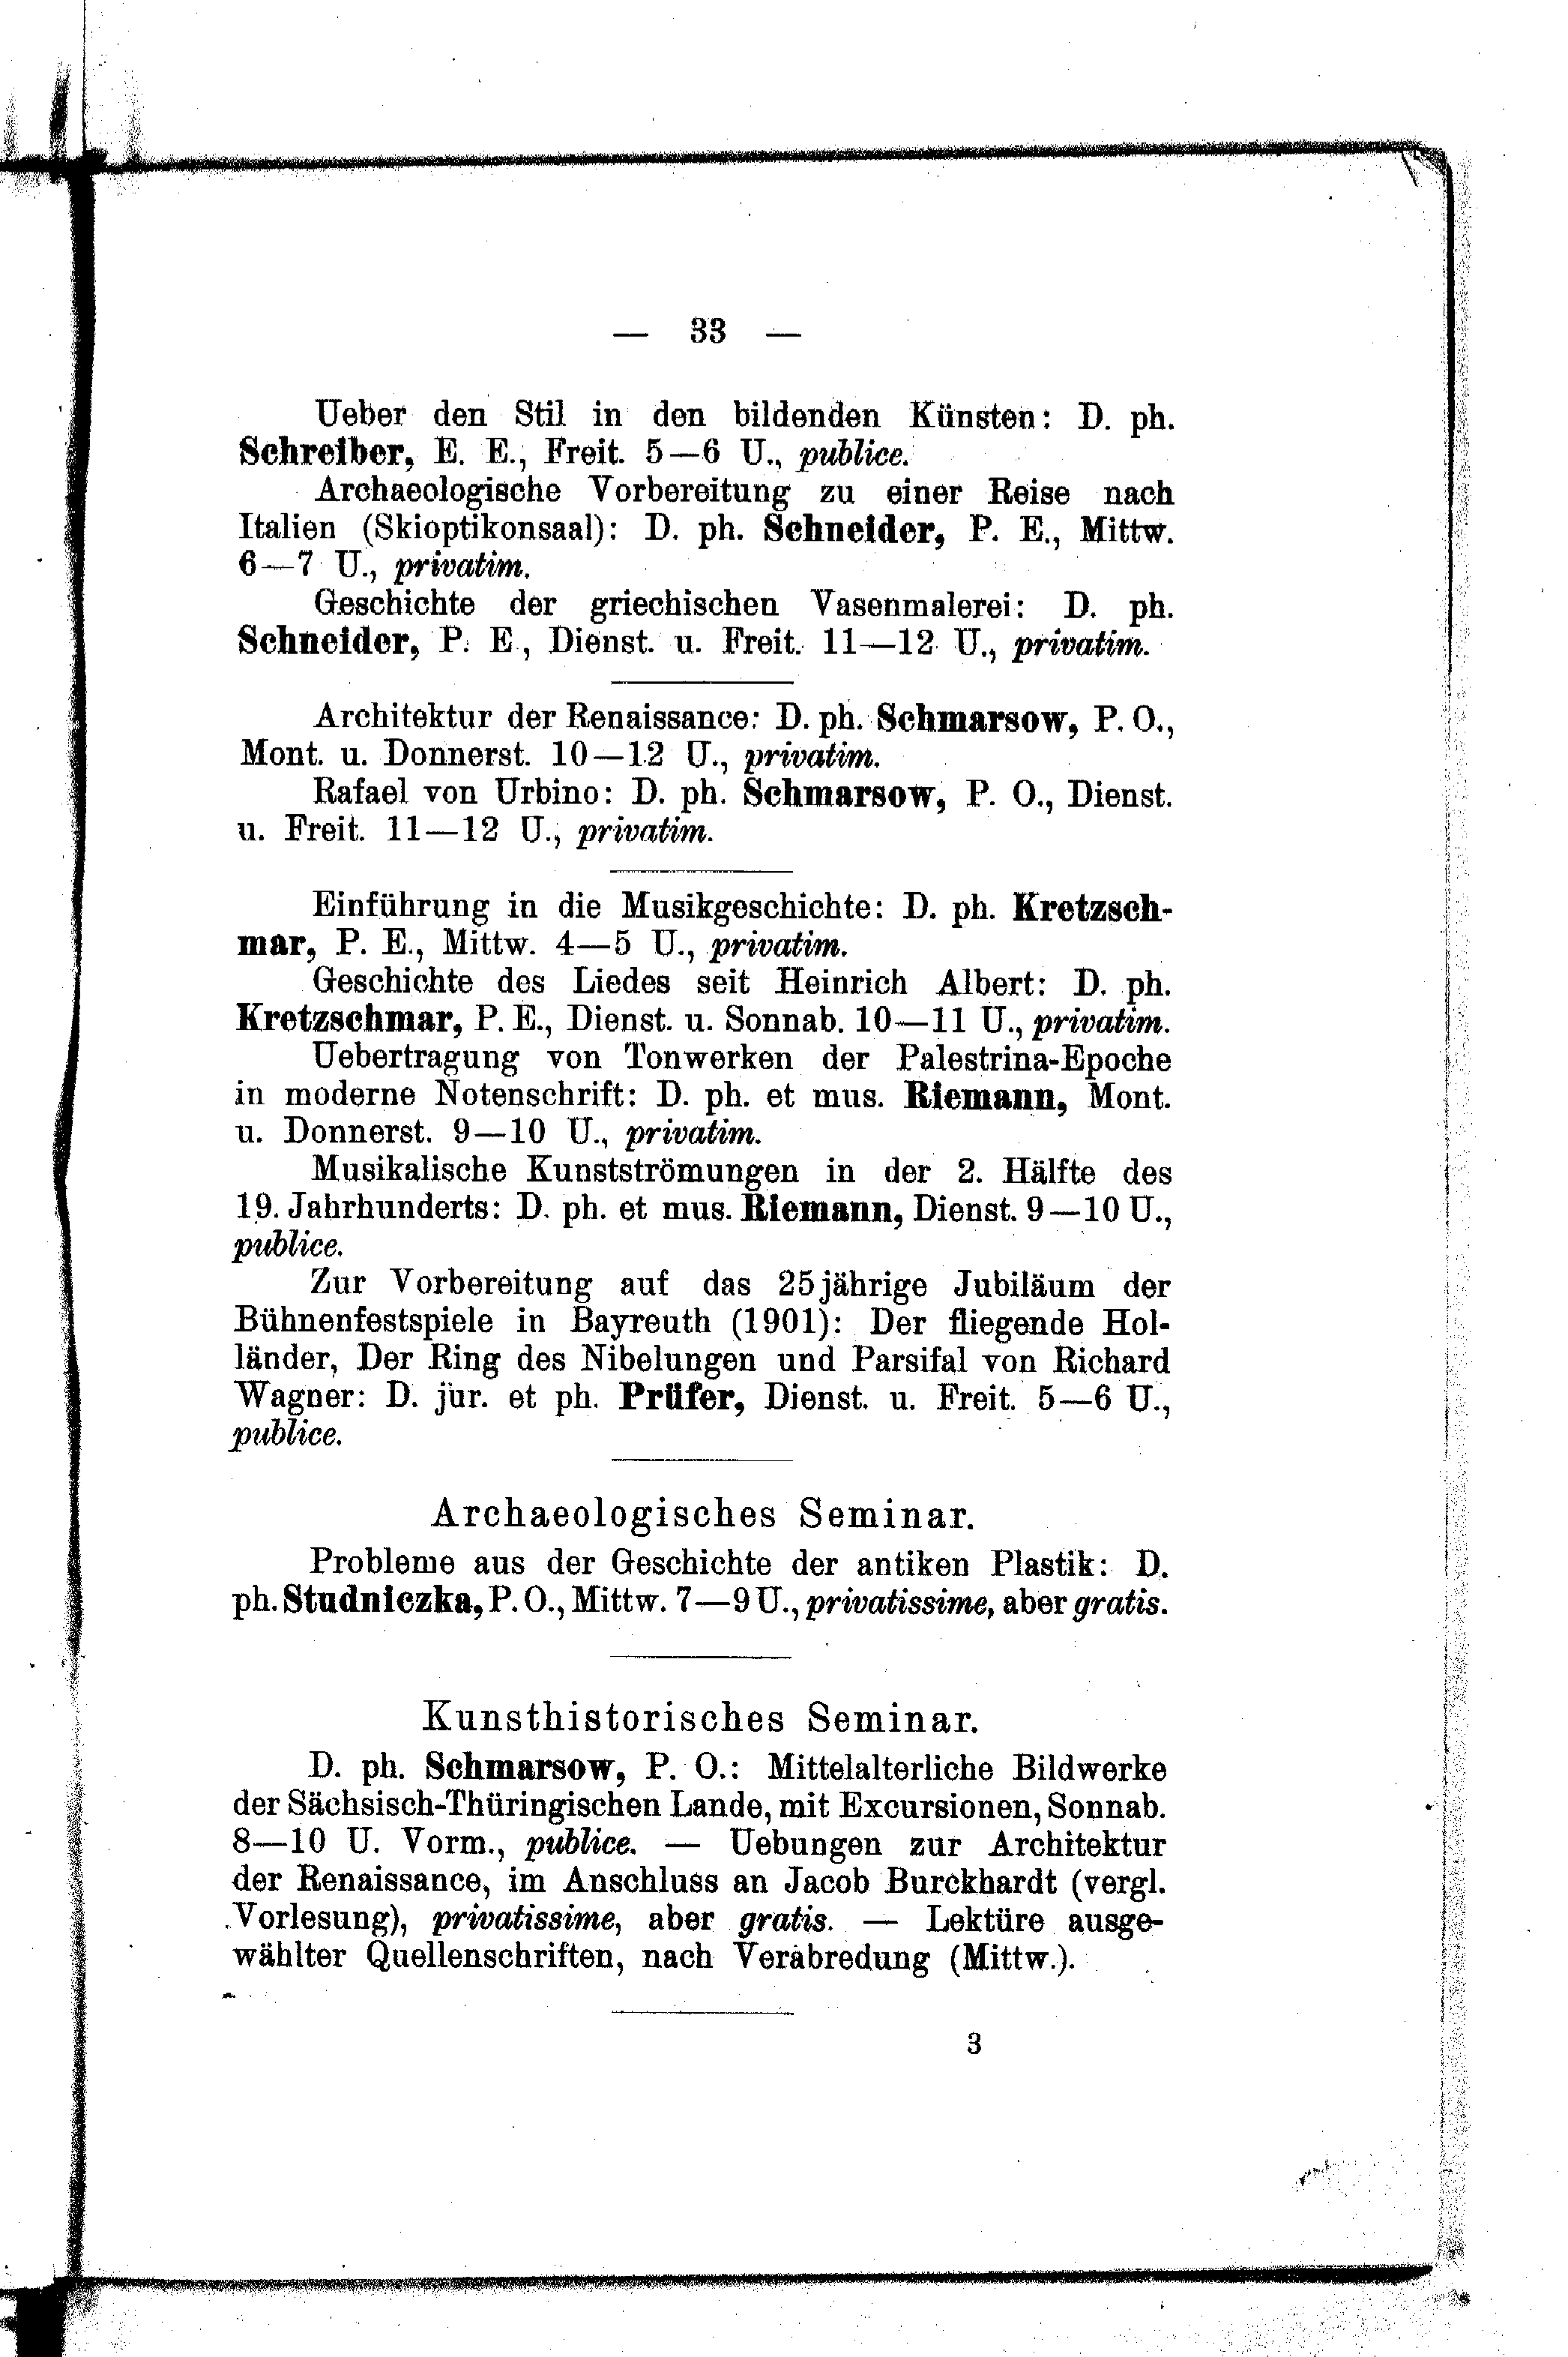 — 33 —
Ueber den Stil in den bildenden Künsten: D. ph.
Schreiber, E. E., Freit. 5—6 U., publice.
Archaeologische Vorbereitung zu einer Reise nach
Italien (Skioptikonsaal): D. ph. Schneider, P. E., Mittw.
6—7 U., privatim.
Geschichte der griechischen Vasenmalerei: D. ph.
Schneider, P. E., Dienst. u. Freit. 11—12 U., privatim.
Architektur der Renaissance: D. ph. Schmarsow, P. O.,
Mont. u. Donnerst. 10—12 U., privatim.
Rafael von Urbino: D. ph. Schmarsow, P. O., Dienst.
u. Freit. 11—12 U., privatim.
Einführung in die Musikgeschichte: D. ph. Kretzsch-
mar, P. E., Mittw. 4—5 U., privatim.
Geschichte des Liedes seit Heinrich Albert: D. ph.
Kretzschmar, P. E., Dienst. u. Sonnab. 10—11 U., privatim.
Uebertragung von Tonwerken der Palestrina-Epoche
in moderne Notenschrift: D. ph. et mus. Riemann, Mont.
u. Donnerst. 9—10 U., privatim.
Musikalische Kunstströmungen in der 2. Hälfte des
19. Jahrhunderts: D. ph. et mus. Riemann, Dienst. 9—10 U.,
publice.
Zur Vorbereitung auf das 25jährige Jubiläum der
Bühnenfestspiele in Bayreuth (1901): Der fliegende Hol-
länder, Der Ring des Nibelungen und Parsifal von Richard
Wagner: D. jur. et ph. Prüfer, Dienst. u. Freit. 5—6 U.,
publice.
Archaeologisches Seminar.
Probleme aus der Geschichte der antiken Plastik: D.
ph. Studniczka, P. O., Mittw. 7—9 U., privatissime, aber gratis.
Kunsthistorisches Seminar.
D. ph. Schmarsow, P. O.: Mittelalterliche Bildwerke
der Sächsisch-Thüringischen Lande, mit Excursionen, Sonnab.
8—10 U. Vorm., publice. — Uebungen zur Architektur
der Renaissance, im Anschluss an Jacob Burckhardt (vergl.
Vorlesung), privatissime, aber gratis. — Lektüre ausge-
wählter Quellenschriften, nach Verabredung (Mittw.).
3